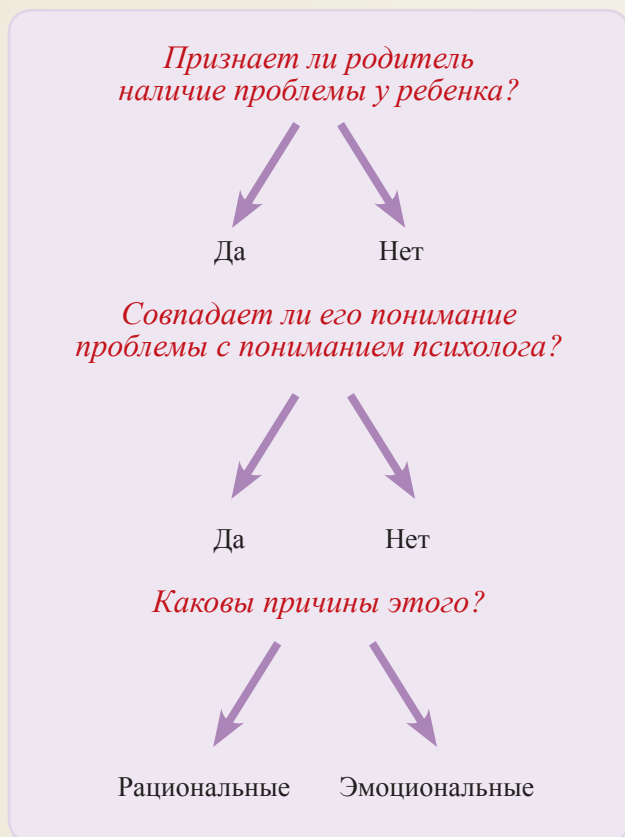 Признает ли родитель
наличие проблемы у ребенка?
Да Нет
Совпадает ли его понимание
проблемы с пониманием психолога?
Да Нет
Каковы причины этого?
Рациональные Эмоциональные